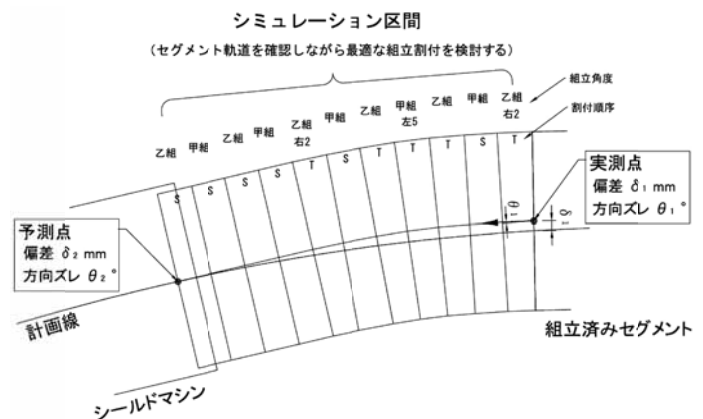 シミュレーション区間
(セグメント軌道を確認しながら最適な組立割付を検討する)
組立角度
割付順序
乙組
甲組
乙組
甲組
乙組
右2
甲組
乙組
甲組
左5
乙組
甲組
乙組
右2
S
S
S
S
T
S
T
T
T
S
T
実測点
偏差 δ₁ mm
方向ズレ θ₁ °
θ₁
δ₁
予測点
偏差 δ₂ mm
方向ズレ θ₂ °
計画線
組立済みセグメント
シールドマシン